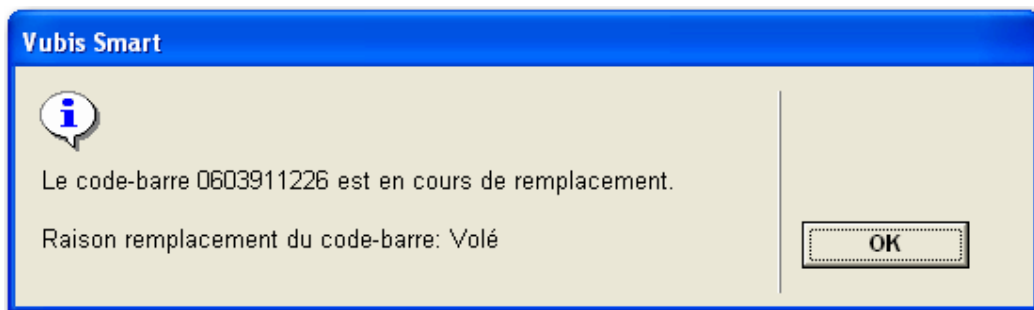 Vubis Smart
Le code-barre 0603911226 est en cours de remplacement.
Raison remplacement du code-barre: Volé
OK